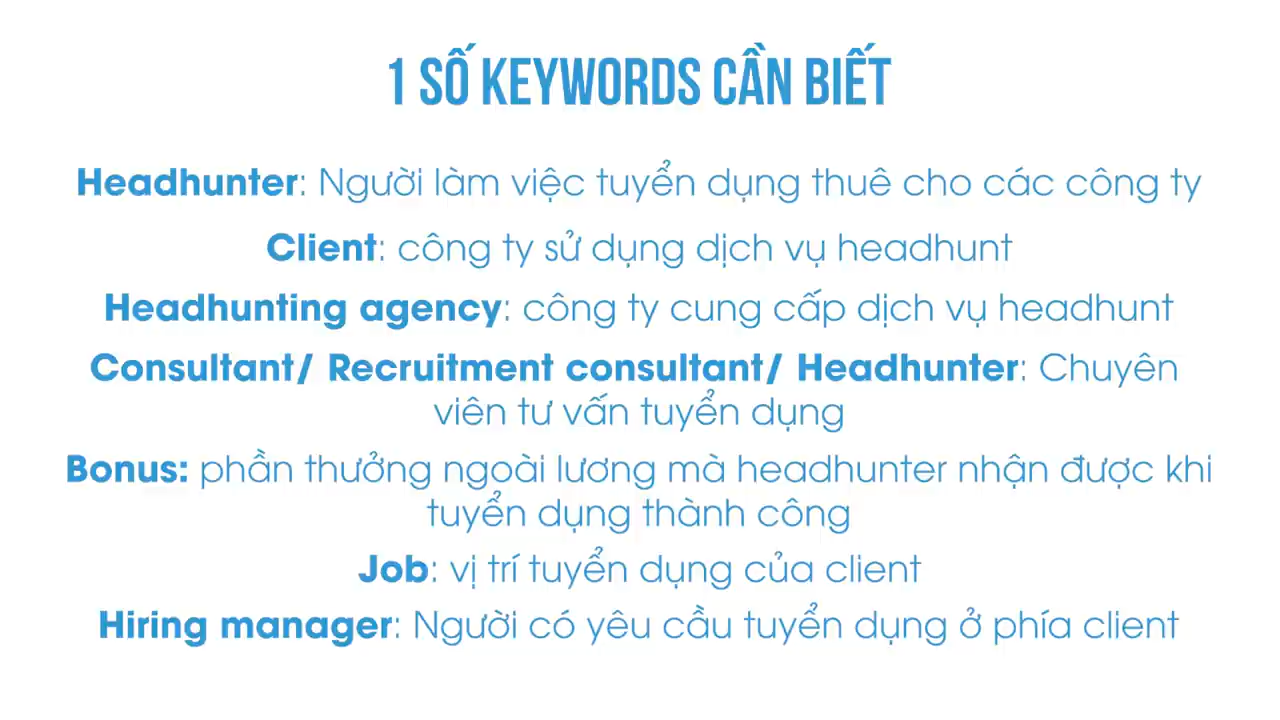 1 SỐ KEYWORDS CẦN BIẾT
Headhunter: Người làm việc tuyển dụng thuê cho các công ty
Client: công ty sử dụng dịch vụ headhunt
Headhunting agency: công ty cung cấp dịch vụ headhunt
Consultant/ Recruitment consultant/ Headhunter: Chuyên
viên tư vấn tuyển dụng
Bonus: phần thưởng ngoài lương mà headhunter nhận được khi
tuyển dụng thành công
Job: vị trí tuyển dụng của client
Hiring manager: Người có yêu cầu tuyển dụng ở phía client